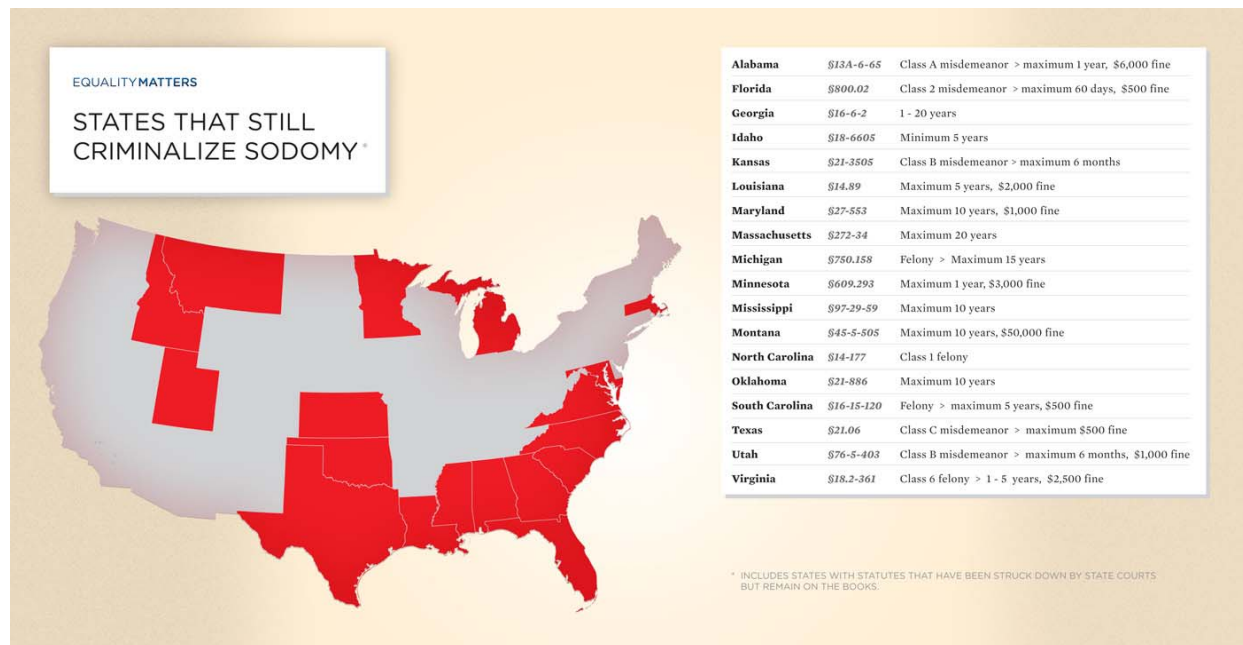 EQUALITYMATTERS
STATES THAT STILL
CRIMINALIZE SODOMY *
Alabama §13A-6-65 Class A misdemeanor > maximum 1 year, $6,000 fine
Florida §800.02 Class 2 misdemeanor > maximum 60 days, $500 fine
Georgia §16-6-2 1 - 20 years
Idaho §18-6605 Minimum 5 years
Kansas §21-3505 Class B misdemeanor > maximum 6 months
Louisiana §14.89 Maximum 5 years, $2,000 fine
Maryland §27-553 Maximum 10 years, $1,000 fine
Massachusetts §272-34 Maximum 20 years
Michigan §750.158 Felony > Maximum 15 years
Minnesota §609.293 Maximum 1 year, $3,000 fine
Mississippi §97-29-59 Maximum 10 years
Montana §45-5-505 Maximum 10 years, $50,000 fine
North Carolina §14-177 Class 1 felony
Oklahoma §21-886 Maximum 10 years
South Carolina §16-15-120 Felony > maximum 5 years, $500 fine
Texas §21.06 Class C misdemeanor > maximum $500 fine
Utah §76-5-403 Class B misdemeanor > maximum 6 months, $1,000 fine
Virginia §18.2-361 Class 6 felony > 1 - 5 years, $2,500 fine
* INCLUDES STATES WITH STATUTES THAT HAVE BEEN STRUCK DOWN BY STATE COURTS
BUT REMAIN ON THE BOOKS.